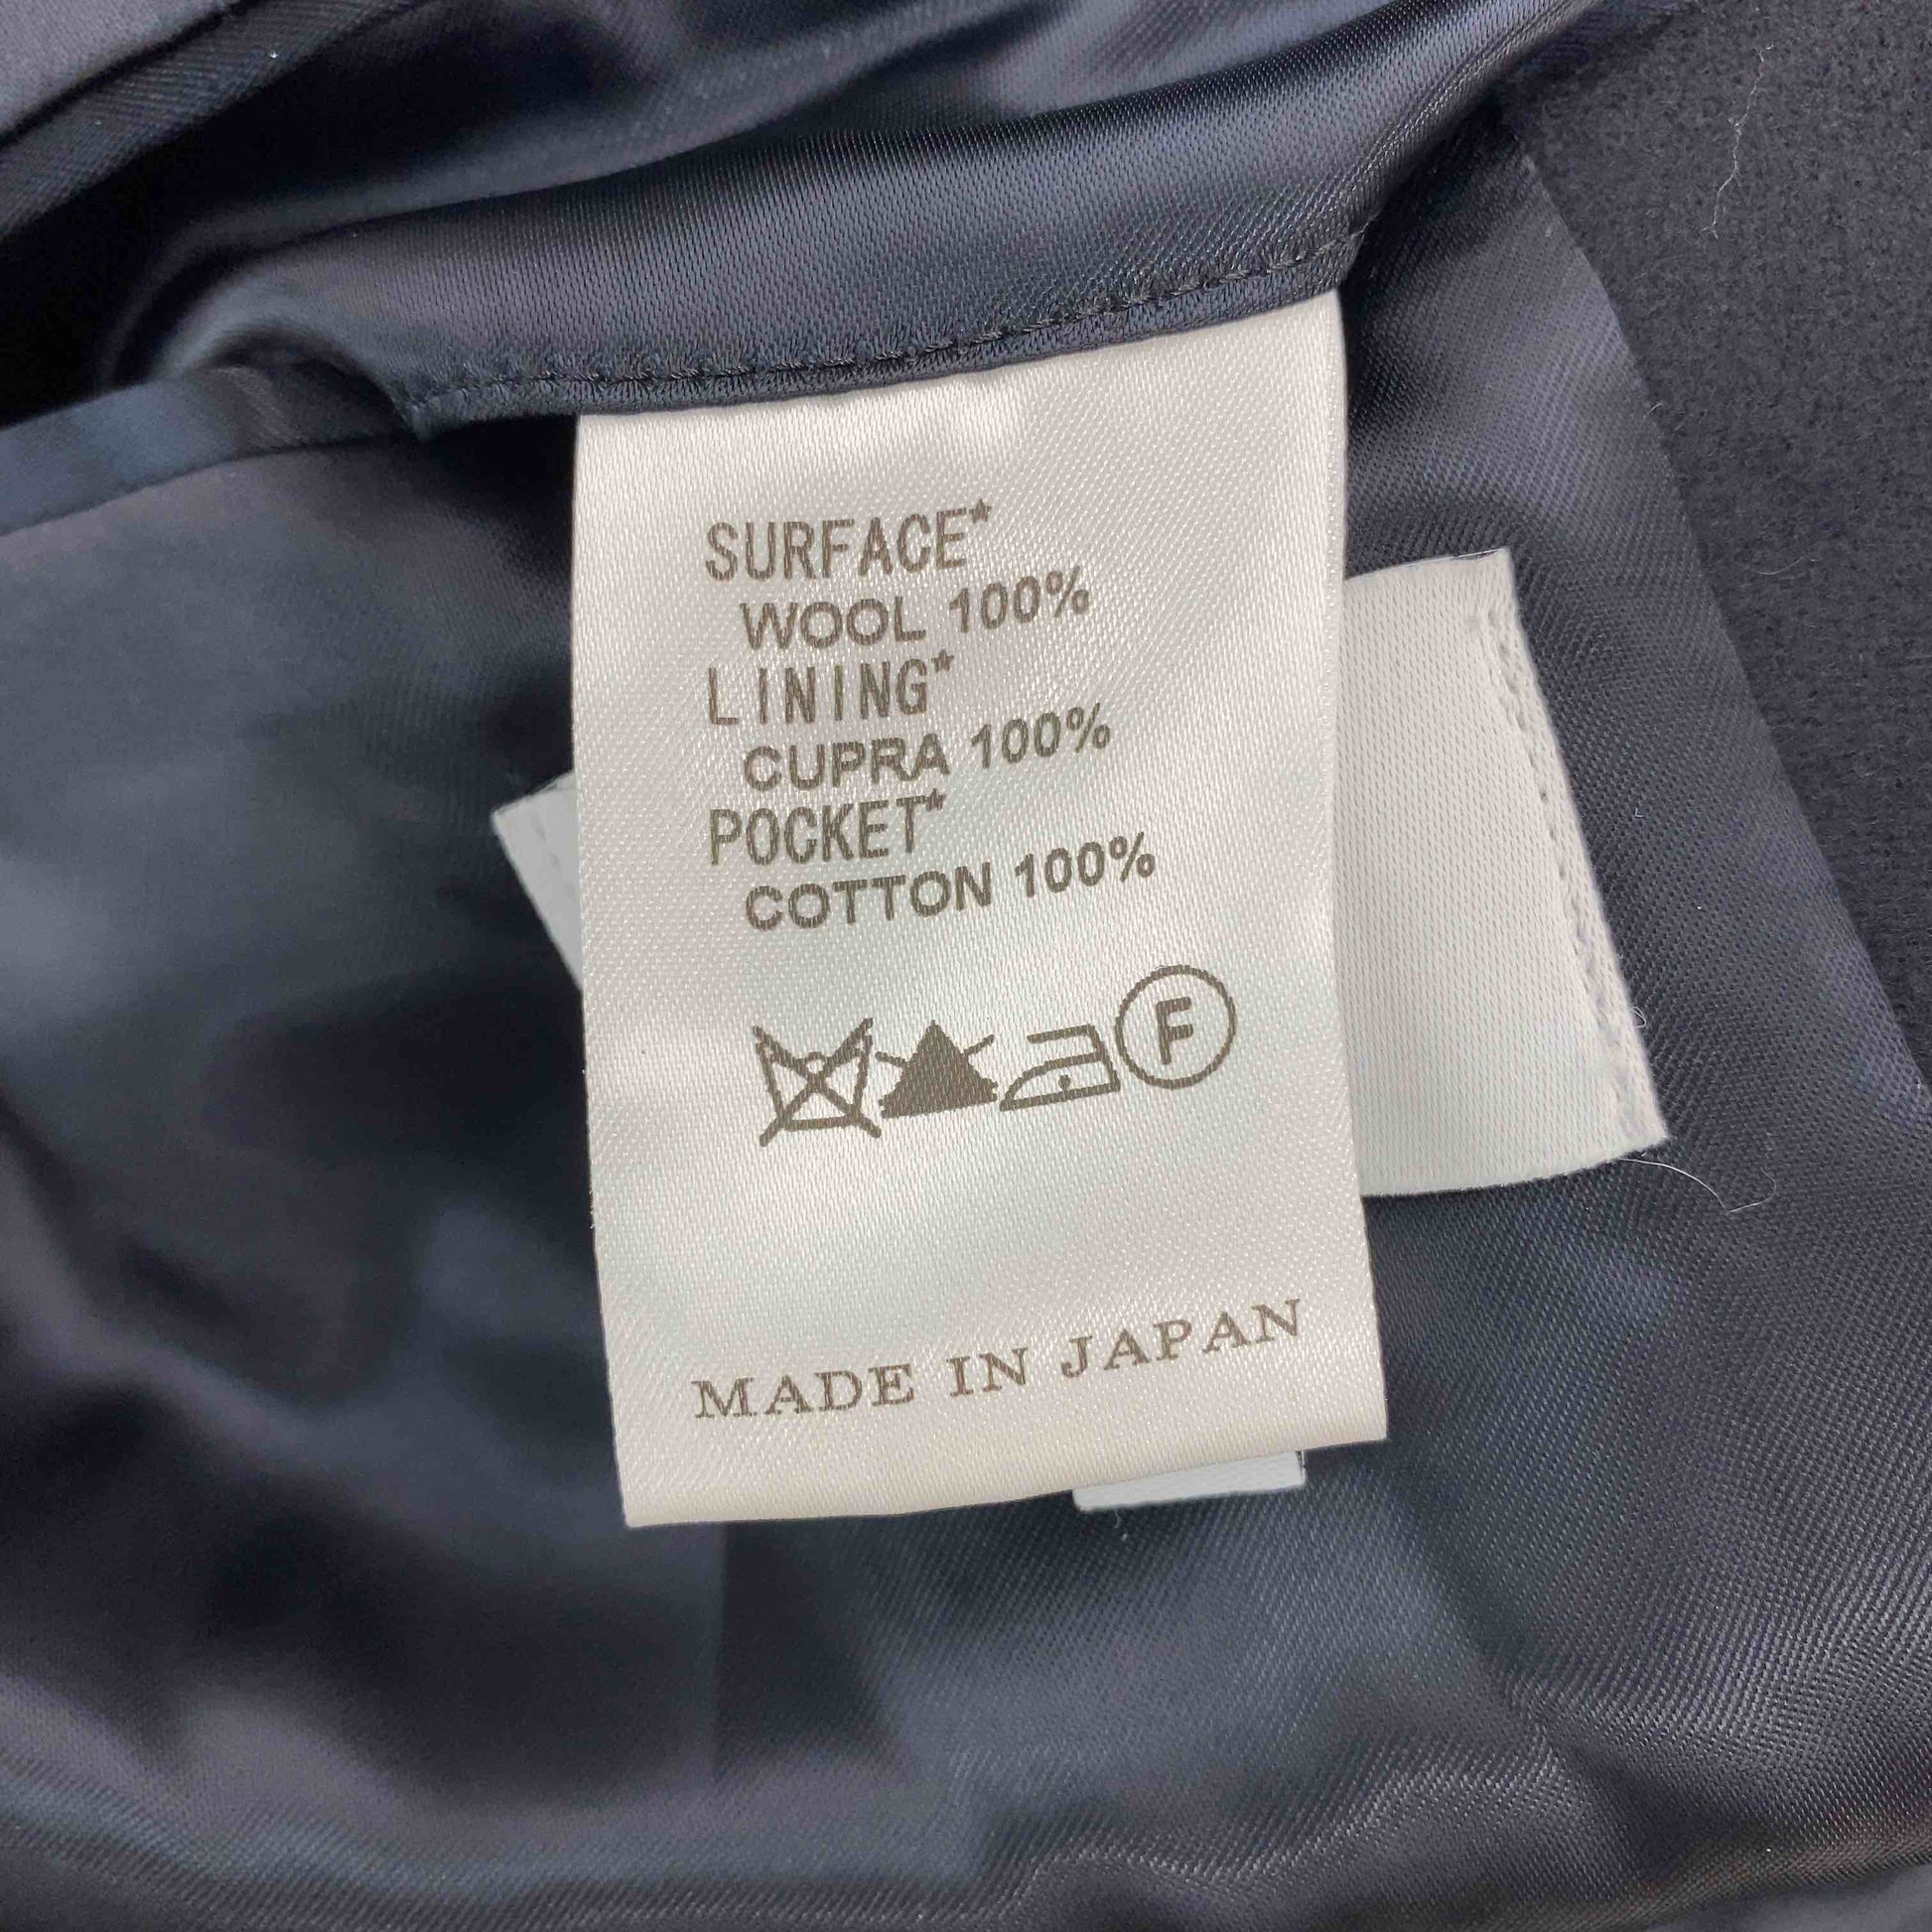 SURFACE*
WOOL 100%
LINING*
CUPRA 100%
POCKET*
COTTON 100%
F
MADE IN JAPAN